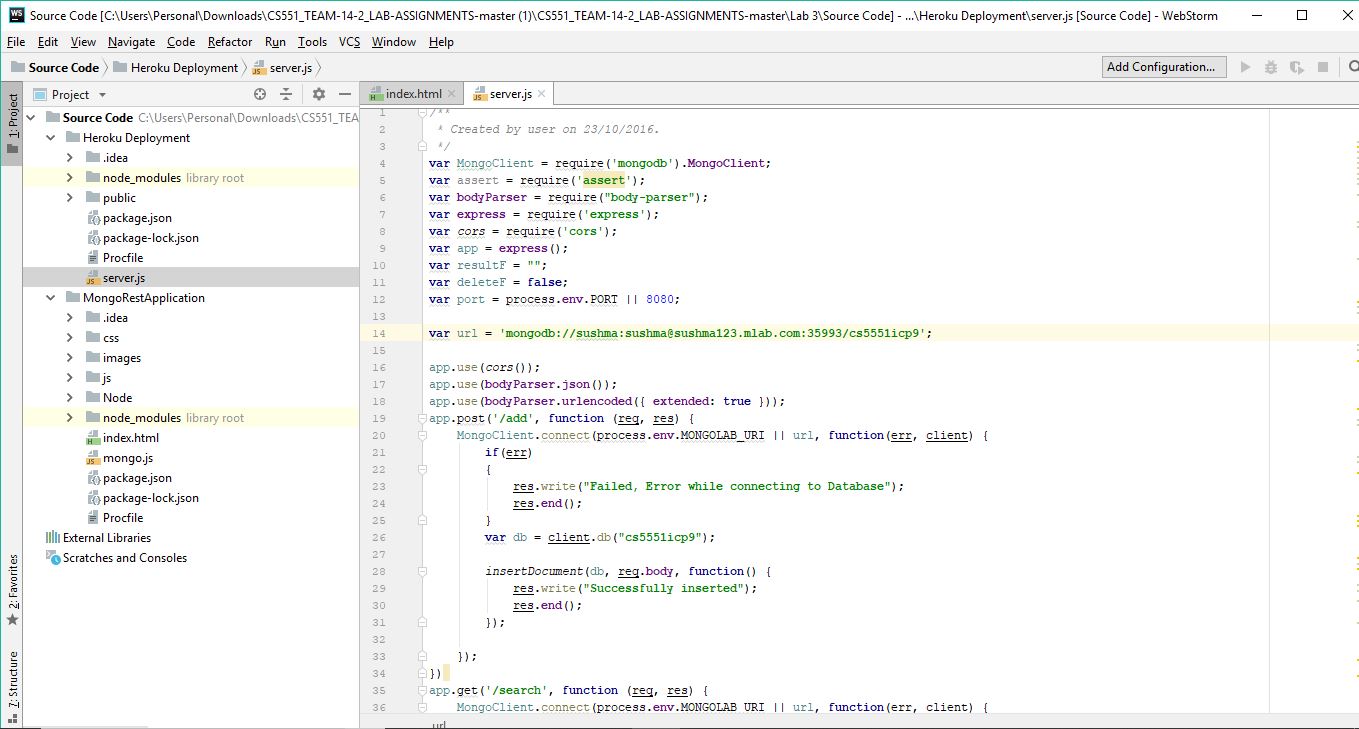 WS Source Code [C:\Users\Personal\Downloads\CS551_TEAM-14-2_LAB-ASSIGNMENTS-master (1)\CS551_TEAM-14-2_LAB-ASSIGNMENTS-master\Lab 3\Source Code] - ...\Heroku Deployment\server.js [Source Code] - WebStorm
File Edit View Navigate Code Refactor Run Tools VCS Window Help
Source Code Heroku Deployment server.js Add Configuration...
1: Project
2: Favorites
7: Structure
Project
Source Code C:\Users\Personal\Downloads\CS551_TEA
Heroku Deployment
.idea
node_modules library root
public
package.json
package-lock.json
Procfile
server.js
MongoRestApplication
.idea
css
images
js
Node
node_modules library root
index.html
mongo.js
package.json
package-lock.json
Procfile
External Libraries
Scratches and Consoles
index.html server.js
1 /**
2 * Created by user on 23/10/2016.
3 */
4 var MongoClient = require('mongodb').MongoClient;
5 var assert = require('assert');
6 var bodyParser = require("body-parser");
7 var express = require('express');
8 var cors = require('cors');
9 var app = express();
10 var resultF = "";
11 var deleteF = false;
12 var port = process.env.PORT || 8080;
13
14 var url = 'mongodb://sushma:sushma@sushma123.mlab.com:35993/cs5551icp9';
15
16 app.use(cors());
17 app.use(bodyParser.json());
18 app.use(bodyParser.urlencoded({ extended: true }));
19 app.post('/add', function (req, res) {
20 MongoClient.connect(process.env.MONGOLAB_URI || url, function(err, client) {
21 if(err)
22 {
23 res.write("Failed, Error while connecting to Database");
24 res.end();
25 }
26 var db = client.db("cs5551icp9");
27
28 insertDocument(db, req.body, function() {
29 res.write("Successfully inserted");
30 res.end();
31 });
32
33 });
34 })
35 app.get('/search', function (req, res) {
36 MongoClient.connect(process.env.MONGOLAB_URI || url, function(err, client) {
url